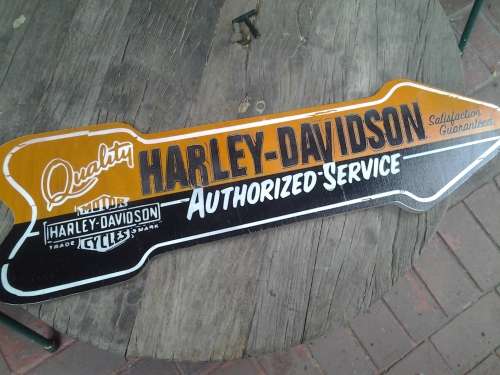 Quality
HARLEY-DAVIDSON
Satisfaction
Guaranteed
AUTHORIZED-SERVICE
MOTOR
HARLEY-DAVIDSON
TRADE MARK
CYCLES